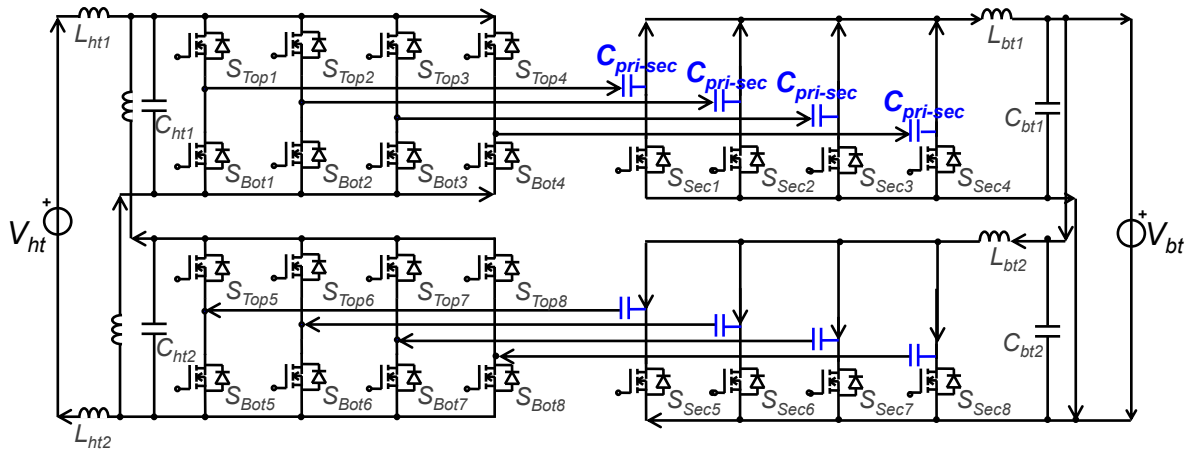 L_ht1
S_Top1 S_Top2 S_Top3 S_Top4
C_pri-sec C_pri-sec C_pri-sec C_pri-sec
L_bt1
C_ht1
C_bt1
S_Bot1 S_Bot2 S_Bot3 S_Bot4
S_Sec1 S_Sec2 S_Sec3 S_Sec4
+
V_ht
+
V_bt
L_bt2
S_Top5 S_Top6 S_Top7 S_Top8
C_ht2
C_bt2
S_Bot5 S_Bot6 S_Bot7 S_Bot8
S_Sec5 S_Sec6 S_Sec7 S_Sec8
L_ht2